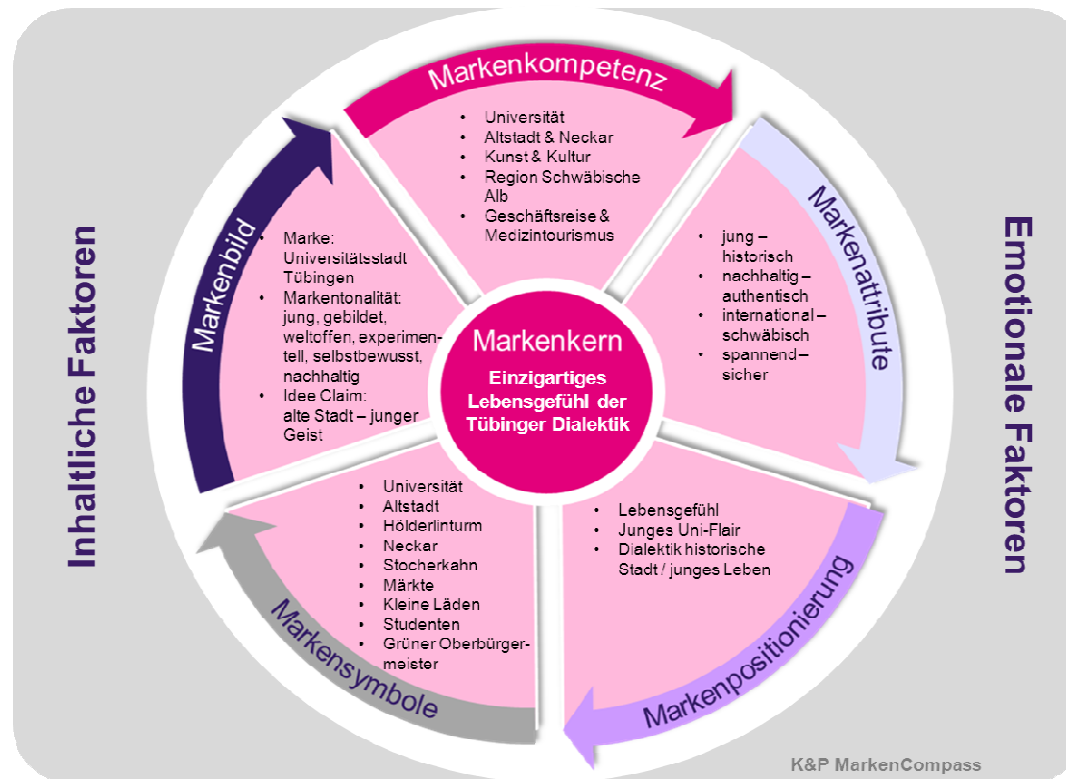 Inhaltliche Faktoren
Emotionale Faktoren
Markenkompetenz
• Universität
• Altstadt & Neckar
• Kunst & Kultur
• Region Schwäbische
Alb
• Geschäftsreise &
Medizintourismus
Markenattribute
• jung –
historisch
• nachhaltig –
authentisch
• international –
schwäbisch
• spannend –
sicher
Markenpositionierung
• Lebensgefühl
• Junges Uni-Flair
• Dialektik historische
Stadt / junges Leben
Markensymbole
• Universität
• Altstadt
• Hölderlinturm
• Neckar
• Stocherkahn
• Märkte
• Kleine Läden
• Studenten
• Grüner Oberbürger-
meister
Markenbild
• Marke:
Universitätsstadt
Tübingen
• Markentonalität:
jung, gebildet,
weltoffen, experimen-
tell, selbstbewusst,
nachhaltig
• Idee Claim:
alte Stadt – junger
Geist
Markenkern
Einzigartiges
Lebensgefühl der
Tübinger Dialektik
K&P MarkenCompass